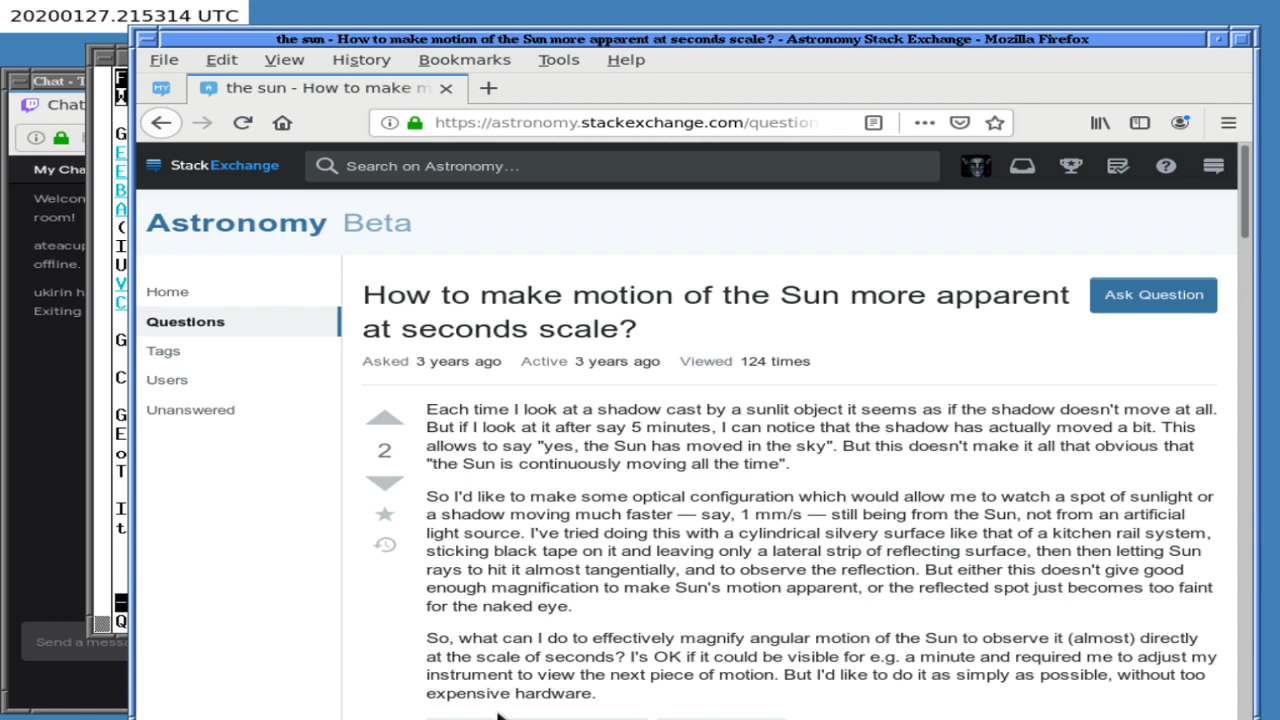 20200127.215314 UTC
the sun - How to make motion of the Sun more apparent at seconds scale? - Astronomy Stack Exchange - Mozilla Firefox
File Edit View History Bookmarks Tools Help
Chat - T
MY
the sun - How to make m
Chat
https://astronomy.stackexchange.com/question
StackExchange
Search on Astronomy...
My Cha
Astronomy Beta
Welcom
room!
ateacup
offline.
ukirin h
Exiting
Home
Questions
Tags
Users
Unanswered
How to make motion of the Sun more apparent
at seconds scale?
Ask Question
Asked 3 years ago Active 3 years ago Viewed 124 times
2
Each time I look at a shadow cast by a sunlit object it seems as if the shadow doesn't move at all.
But if I look at it after say 5 minutes, I can notice that the shadow has actually moved a bit. This
allows to say "yes, the Sun has moved in the sky". But this doesn't make it all that obvious that
"the Sun is continuously moving all the time".
So I'd like to make some optical configuration which would allow me to watch a spot of sunlight or
a shadow moving much faster — say, 1 mm/s — still being from the Sun, not from an artificial
light source. I've tried doing this with a cylindrical silvery surface like that of a kitchen rail system,
sticking black tape on it and leaving only a lateral strip of reflecting surface, then then letting Sun
rays to hit it almost tangentially, and to observe the reflection. But either this doesn't give good
enough magnification to make Sun's motion apparent, or the reflected spot just becomes too faint
for the naked eye.
So, what can I do to effectively magnify angular motion of the Sun to observe it (almost) directly
at the scale of seconds? I's OK if it could be visible for e.g. a minute and required me to adjust my
instrument to view the next piece of motion. But I'd like to do it as simply as possible, without too
expensive hardware.
Send a messa